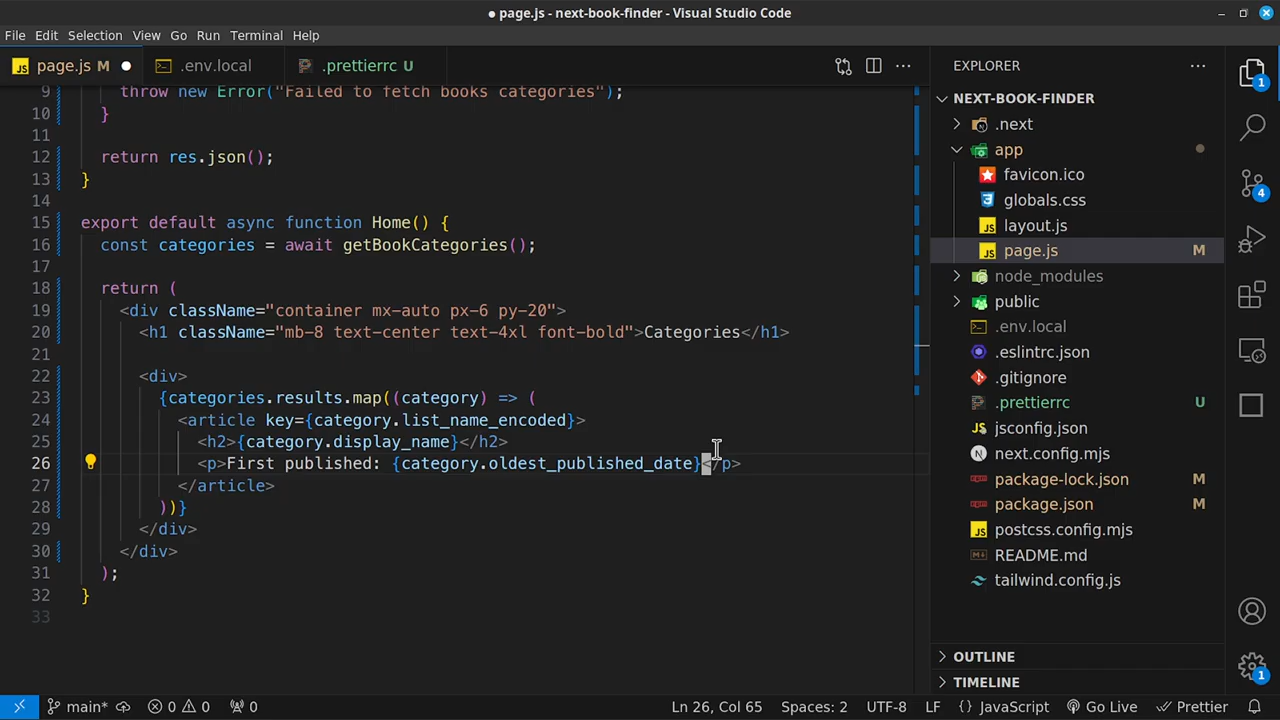 page.js - next-book-finder - Visual Studio Code
File Edit Selection View Go Run Terminal Help
page.js M .env.local .prettierrc U
9 throw new Error("Failed to fetch books categories");
10 }
11
12 return res.json();
13 }
14
15 export default async function Home() {
16 const categories = await getBookCategories();
17
18 return (
19 <div className="container mx-auto px-6 py-20">
20 <h1 className="mb-8 text-center text-4xl font-bold">Categories</h1>
21
22 <div>
23 {categories.results.map((category) => (
24 <article key={category.list_name_encoded}>
25 <h2>{category.display_name}</h2>
26 <p>First published: {category.oldest_published_date}</p>
27 </article>
28 ))}
29 </div>
30 </div>
31 );
32 }
33
EXPLORER
NEXT-BOOK-FINDER
.next
app
favicon.ico
globals.css
layout.js
page.js M
node_modules
public
.env.local
.eslintrc.json
.gitignore
.prettierrc U
jsconfig.json
next.config.mjs
package-lock.json M
package.json M
postcss.config.mjs
README.md
tailwind.config.js
OUTLINE
TIMELINE
1
4
1
main* 0 0 0 Ln 26, Col 65 Spaces: 2 UTF-8 LF {} JavaScript Go Live Prettier